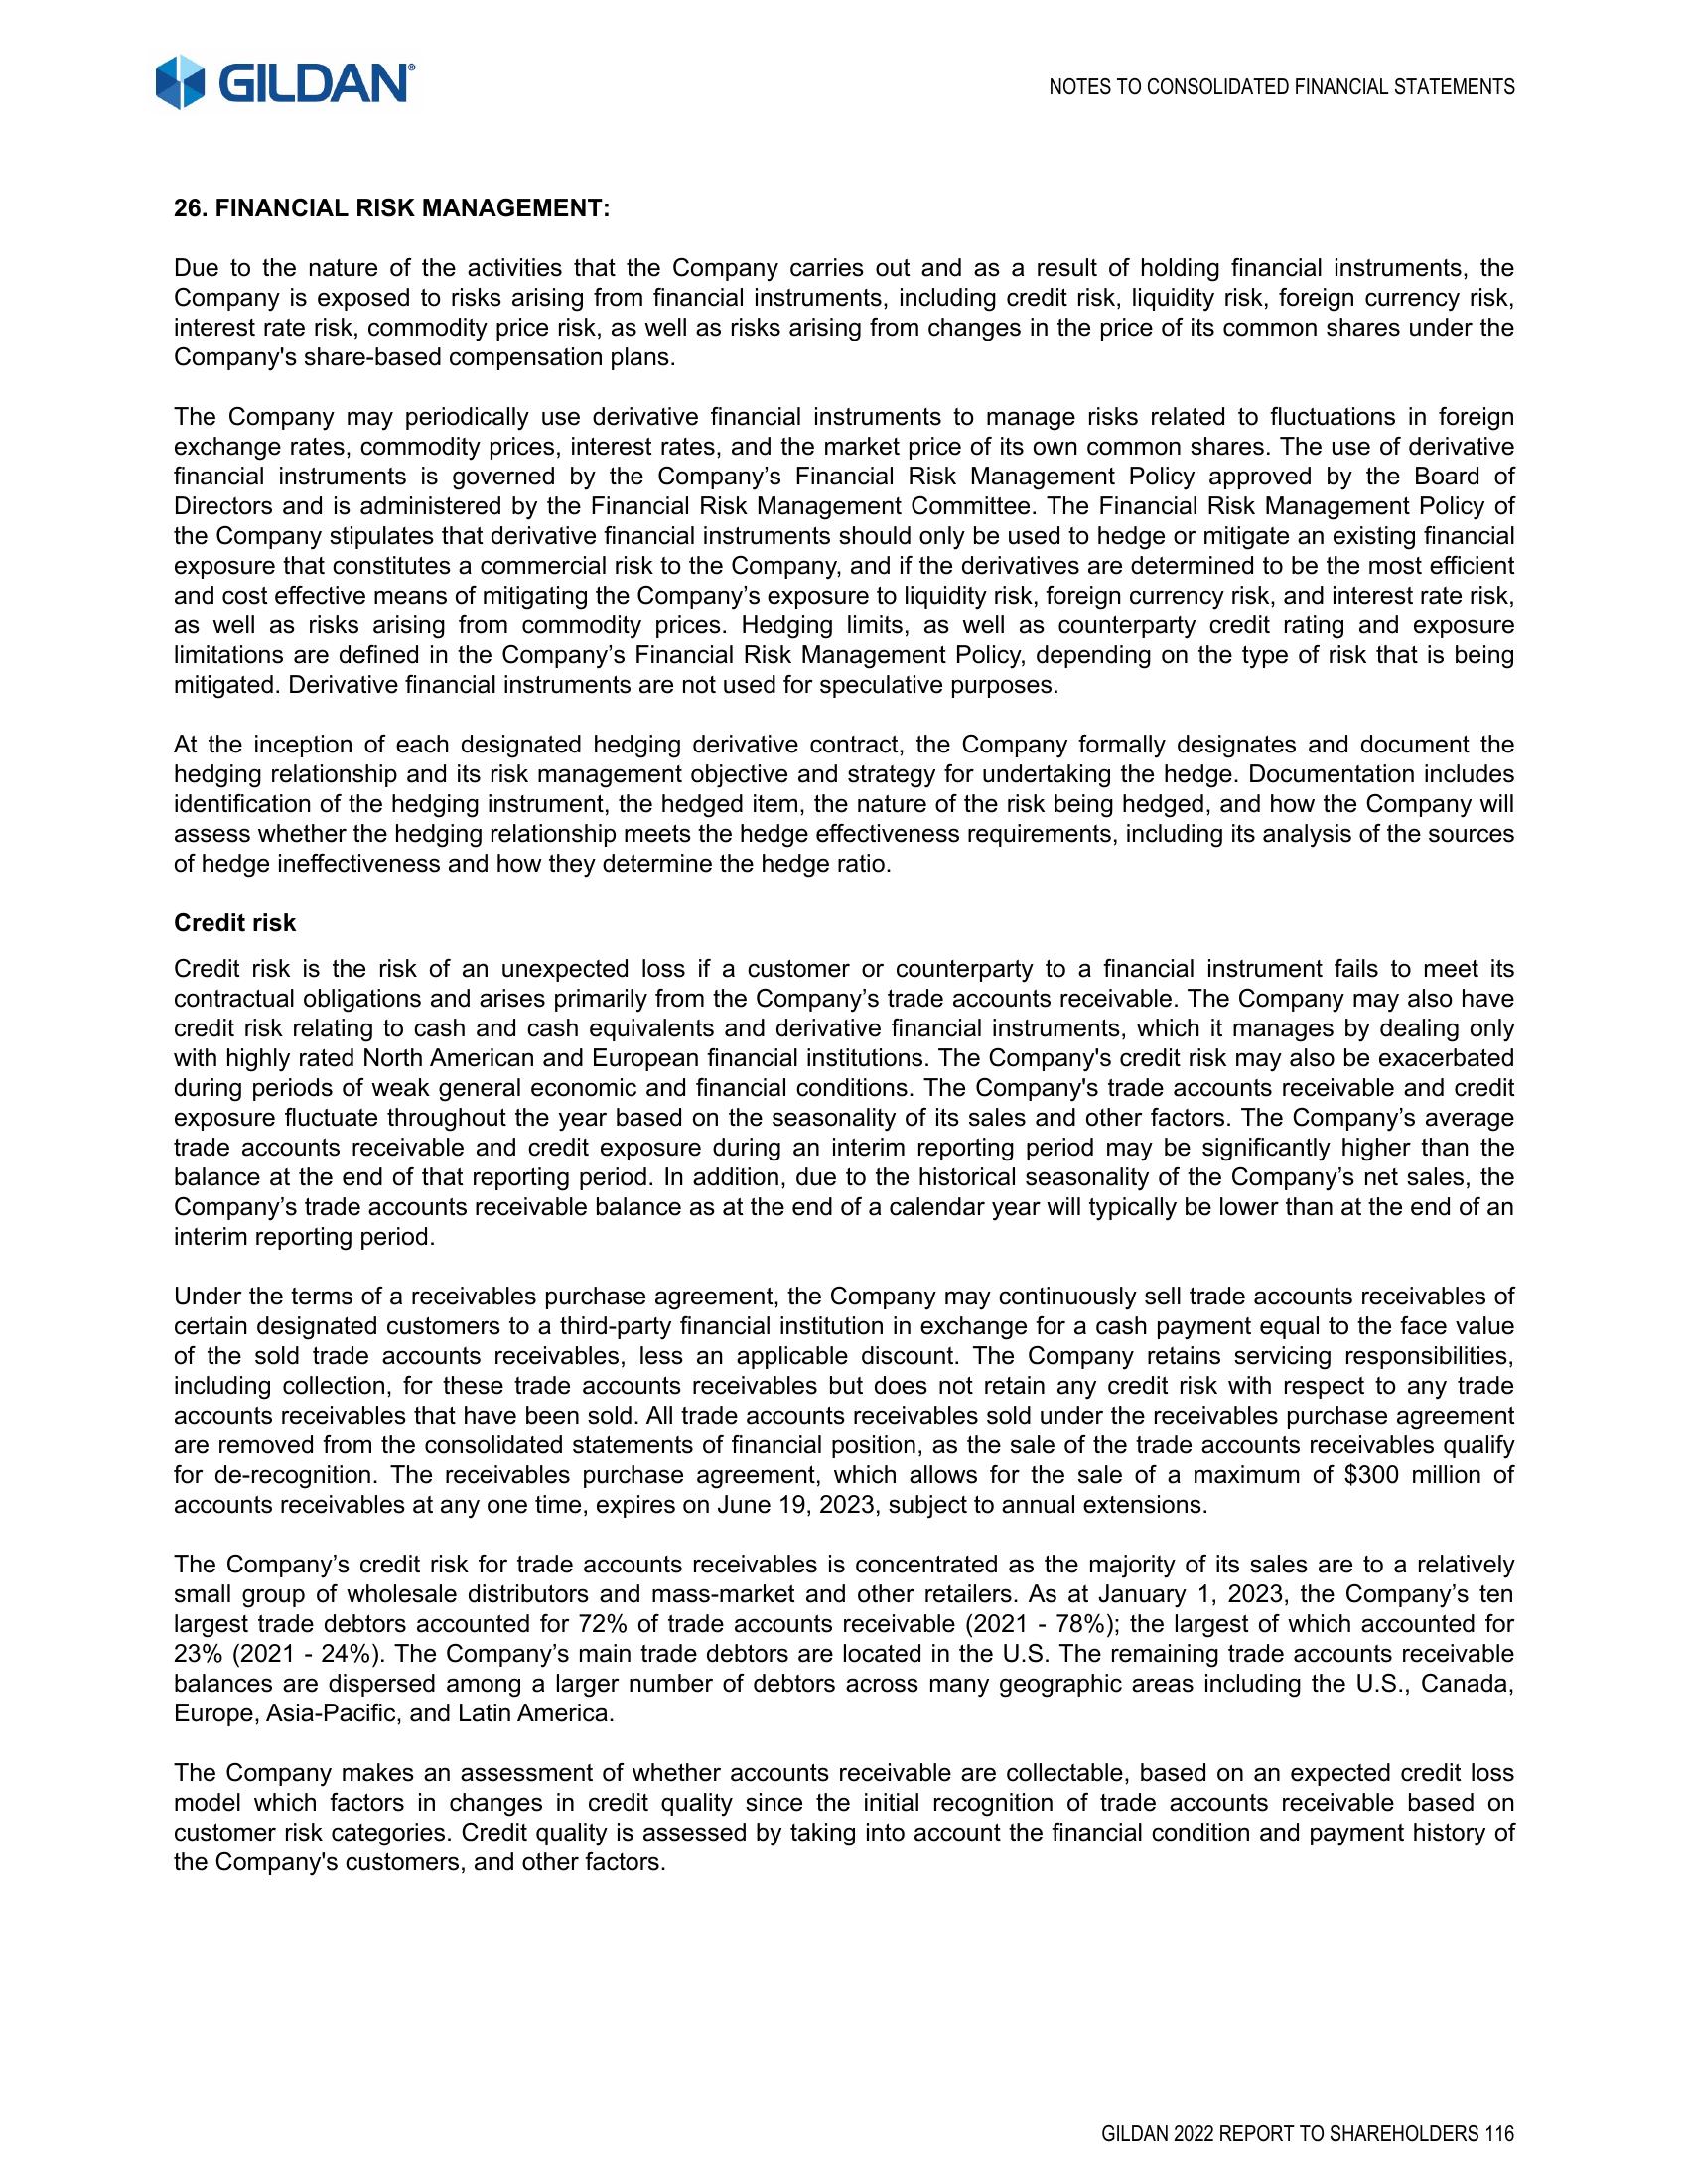 GILDAN®
NOTES TO CONSOLIDATED FINANCIAL STATEMENTS
26. FINANCIAL RISK MANAGEMENT:
Due to the nature of the activities that the Company carries out and as a result of holding financial instruments, the
Company is exposed to risks arising from financial instruments, including credit risk, liquidity risk, foreign currency risk,
interest rate risk, commodity price risk, as well as risks arising from changes in the price of its common shares under the
Company's share-based compensation plans.
The Company may periodically use derivative financial instruments to manage risks related to fluctuations in foreign
exchange rates, commodity prices, interest rates, and the market price of its own common shares. The use of derivative
financial instruments is governed by the Company’s Financial Risk Management Policy approved by the Board of
Directors and is administered by the Financial Risk Management Committee. The Financial Risk Management Policy of
the Company stipulates that derivative financial instruments should only be used to hedge or mitigate an existing financial
exposure that constitutes a commercial risk to the Company, and if the derivatives are determined to be the most efficient
and cost effective means of mitigating the Company’s exposure to liquidity risk, foreign currency risk, and interest rate risk,
as well as risks arising from commodity prices. Hedging limits, as well as counterparty credit rating and exposure
limitations are defined in the Company’s Financial Risk Management Policy, depending on the type of risk that is being
mitigated. Derivative financial instruments are not used for speculative purposes.
At the inception of each designated hedging derivative contract, the Company formally designates and document the
hedging relationship and its risk management objective and strategy for undertaking the hedge. Documentation includes
identification of the hedging instrument, the hedged item, the nature of the risk being hedged, and how the Company will
assess whether the hedging relationship meets the hedge effectiveness requirements, including its analysis of the sources
of hedge ineffectiveness and how they determine the hedge ratio.
Credit risk
Credit risk is the risk of an unexpected loss if a customer or counterparty to a financial instrument fails to meet its
contractual obligations and arises primarily from the Company’s trade accounts receivable. The Company may also have
credit risk relating to cash and cash equivalents and derivative financial instruments, which it manages by dealing only
with highly rated North American and European financial institutions. The Company's credit risk may also be exacerbated
during periods of weak general economic and financial conditions. The Company's trade accounts receivable and credit
exposure fluctuate throughout the year based on the seasonality of its sales and other factors. The Company’s average
trade accounts receivable and credit exposure during an interim reporting period may be significantly higher than the
balance at the end of that reporting period. In addition, due to the historical seasonality of the Company’s net sales, the
Company’s trade accounts receivable balance as at the end of a calendar year will typically be lower than at the end of an
interim reporting period.
Under the terms of a receivables purchase agreement, the Company may continuously sell trade accounts receivables of
certain designated customers to a third-party financial institution in exchange for a cash payment equal to the face value
of the sold trade accounts receivables, less an applicable discount. The Company retains servicing responsibilities,
including collection, for these trade accounts receivables but does not retain any credit risk with respect to any trade
accounts receivables that have been sold. All trade accounts receivables sold under the receivables purchase agreement
are removed from the consolidated statements of financial position, as the sale of the trade accounts receivables qualify
for de-recognition. The receivables purchase agreement, which allows for the sale of a maximum of $300 million of
accounts receivables at any one time, expires on June 19, 2023, subject to annual extensions.
The Company’s credit risk for trade accounts receivables is concentrated as the majority of its sales are to a relatively
small group of wholesale distributors and mass-market and other retailers. As at January 1, 2023, the Company’s ten
largest trade debtors accounted for 72% of trade accounts receivable (2021 - 78%); the largest of which accounted for
23% (2021 - 24%). The Company’s main trade debtors are located in the U.S. The remaining trade accounts receivable
balances are dispersed among a larger number of debtors across many geographic areas including the U.S., Canada,
Europe, Asia-Pacific, and Latin America.
The Company makes an assessment of whether accounts receivable are collectable, based on an expected credit loss
model which factors in changes in credit quality since the initial recognition of trade accounts receivable based on
customer risk categories. Credit quality is assessed by taking into account the financial condition and payment history of
the Company's customers, and other factors.
GILDAN 2022 REPORT TO SHAREHOLDERS 116